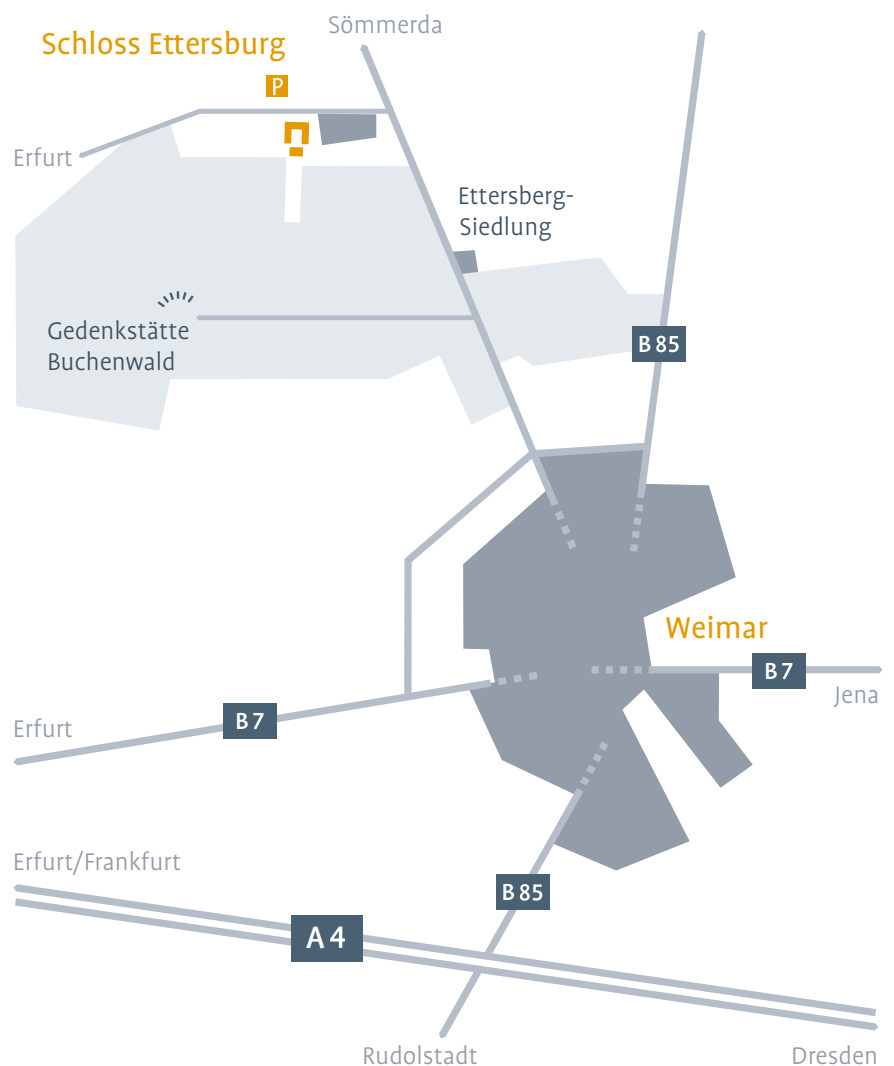 Sömmerda
Schloss Ettersburg
P
Erfurt
Ettersberg-
Siedlung
Gedenkstätte
Buchenwald
B 85
Weimar
B 7
Jena
Erfurt
B 7
Erfurt/Frankfurt
B 85
A 4
Rudolstadt
Dresden